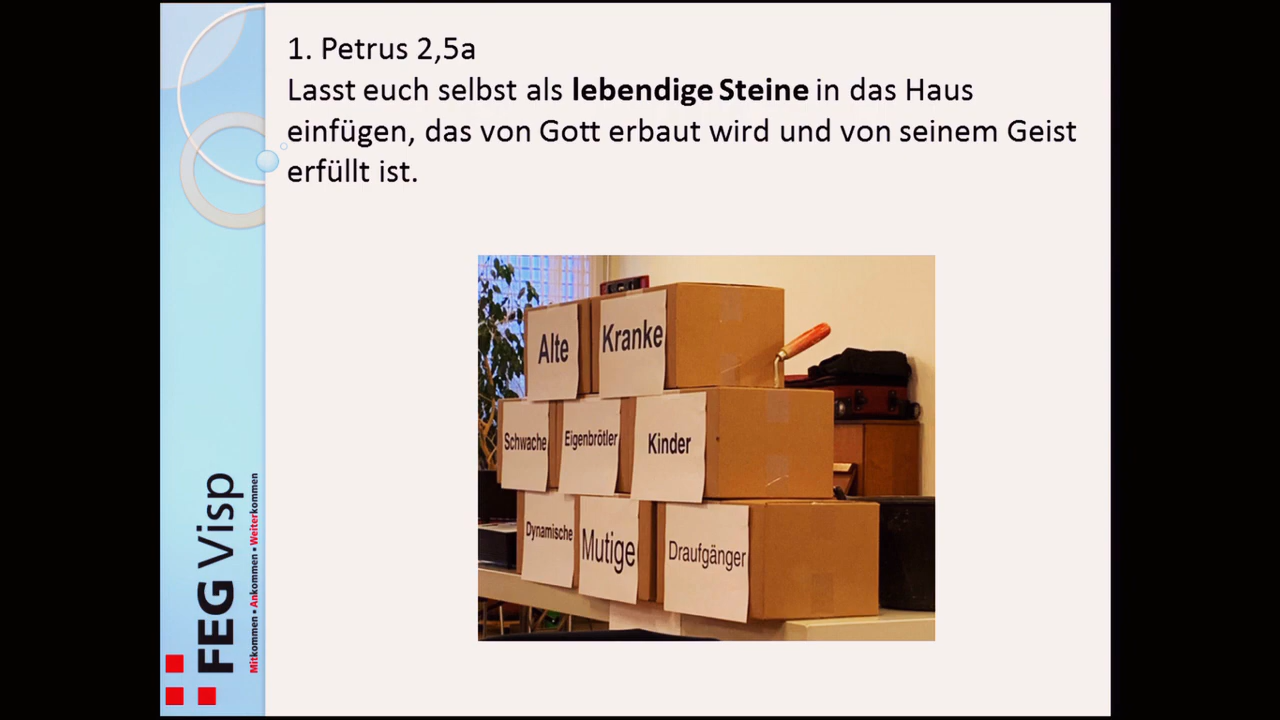 1. Petrus 2,5a
Lasst euch selbst als lebendige Steine in das Haus
einfügen, das von Gott erbaut wird und von seinem Geist
erfüllt ist.
Alte
Kranke
Schwache
Eigenbrötler
Kinder
Dynamische
Mutige
Draufgänger
FEG Visp
Mitkommen • Ankommen • Weiterkommen